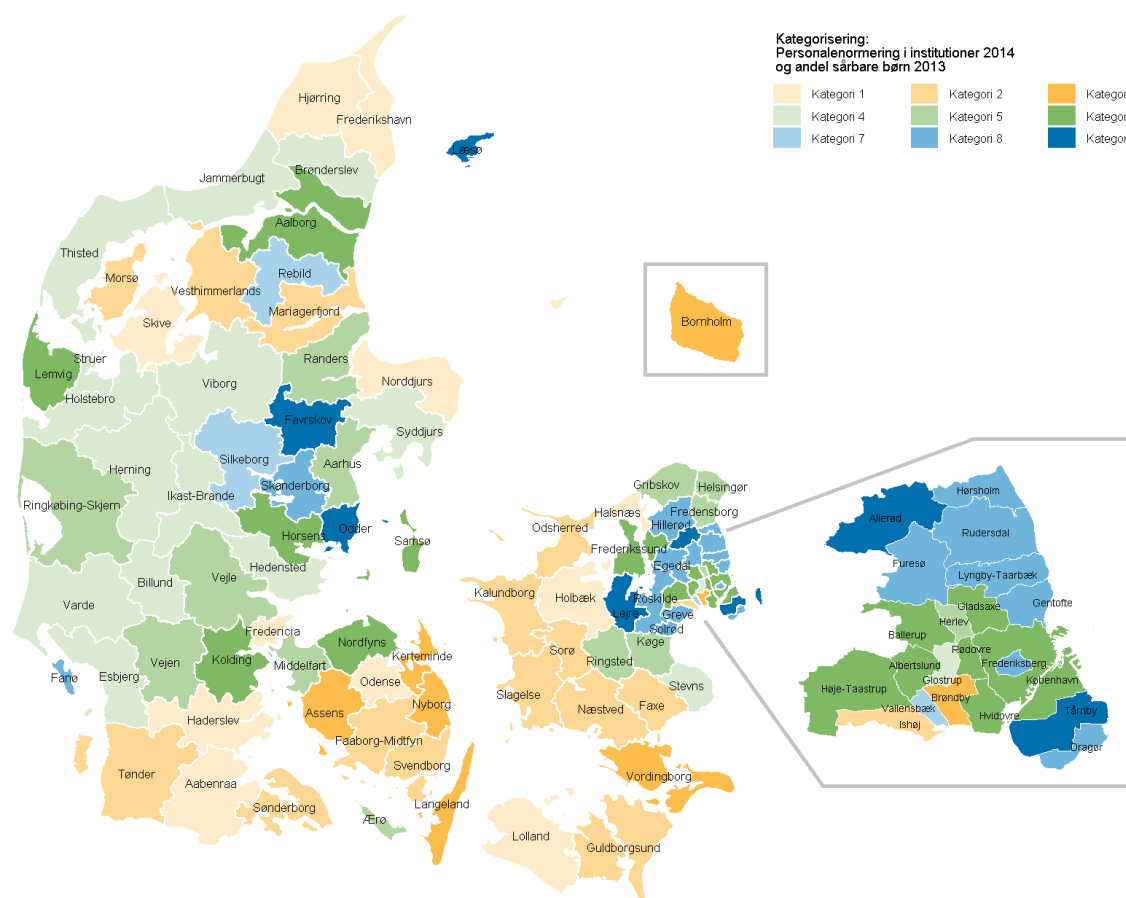 Kategorisering:
Personalenormering i institutioner 2014
og andel sårbare børn 2013
Kategori 1
Kategori 2
Kategori
Kategori 4
Kategori 5
Kategori
Kategori 7
Kategori 8
Kategori
Hjørring
Frederikshavn
Læsø
Brønderslev
Jammerbugt
Aalborg
Thisted
Rebild
Morsø
Vesthimmerlands
Mariagerfjord
Skive
Bornholm
Struer
Randers
Lemvig
Norddjurs
Viborg
Holstebro
Favrskov
Syddjurs
Silkeborg
Aarhus
Herning
Skanderborg
Ikast-Brande
Ringkøbing-Skjern
Odder
Horsens
Samsø
Hedensted
Billund
Vejle
Varde
Fredericia
Nordfyns
Kerteminde
Vejen
Kolding
Middelfart
Fanø
Esbjerg
Odense
Assens
Nyborg
Haderslev
Faaborg-Midtfyn
Svendborg
Tønder
Aabenraa
Sønderborg
Langeland
Ærø
Gribskov
Helsingør
Halsnæs
Fredensborg
Hillerød
Odsherred
Frederikssund
Egedal
Kalundborg
Holbæk
Roskilde
Lejre
Greve
Solrød
Køge
Sorø
Ringsted
Stevns
Slagelse
Næstved
Faxe
Vordingborg
Lolland
Guldborgsund
Hørsholm
Allerød
Rudersdal
Furesø
Lyngby-Taarbæk
Gentofte
Gladsaxe
Herlev
Ballerup
Rødovre
Albertslund
Frederiksberg
Glostrup
København
Høje-Taastrup
Brøndby
Vallensbæk
Tårnby
Hvidovre
Ishøj
Dragør